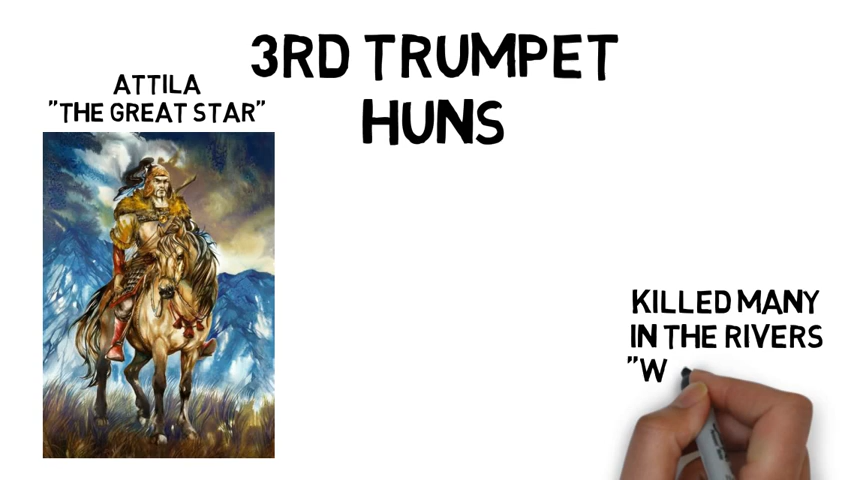 3RD TRUMPET
HUNS
ATTILA
"THE GREAT STAR"
KILLED MANY
IN THE RIVERS
"W